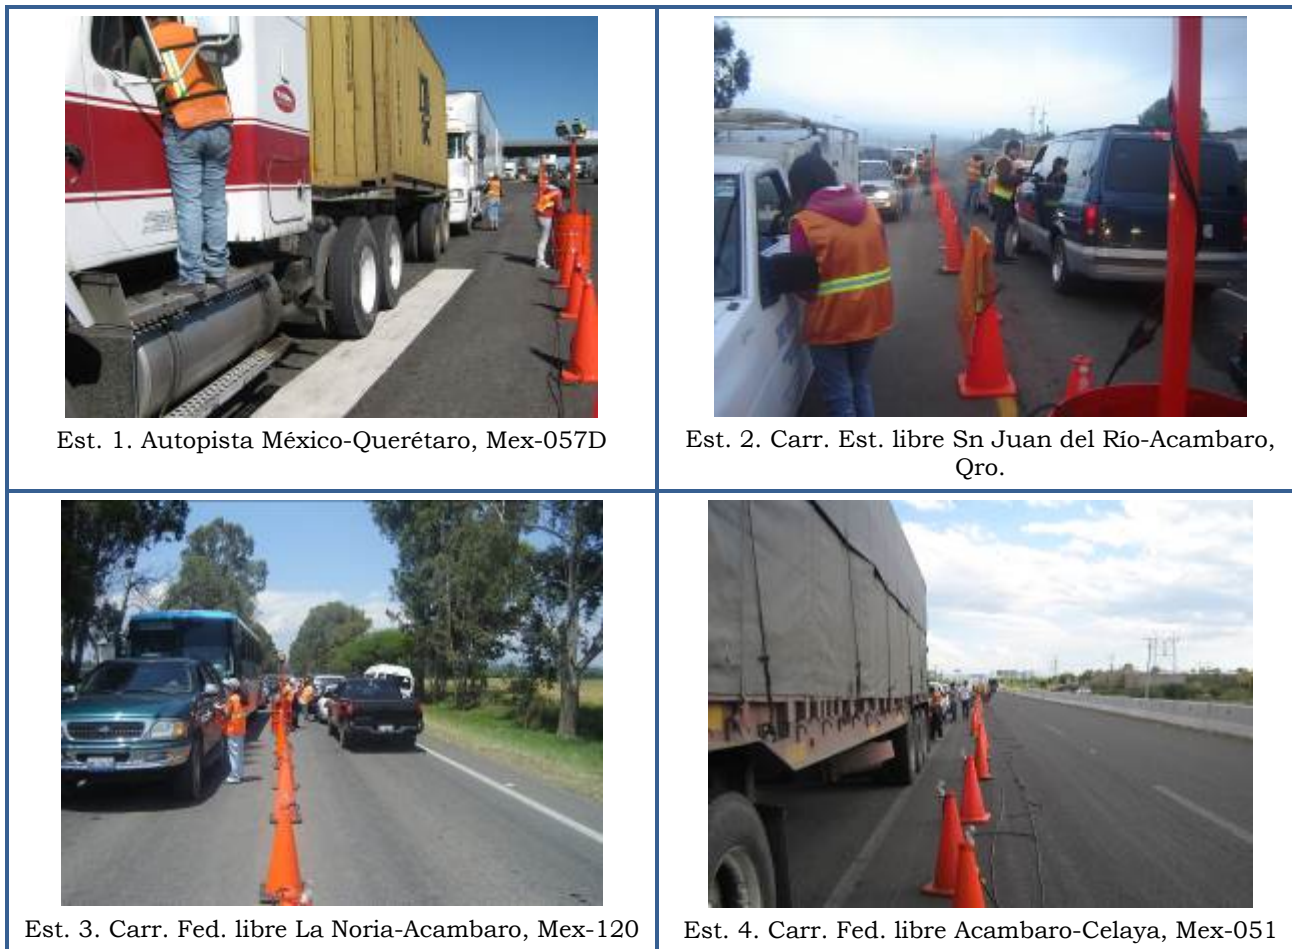 Est. 1. Autopista México-Querétaro, Mex-057D
Est. 2. Carr. Est. libre Sn Juan del Río-Acambaro,
Qro.
Est. 3. Carr. Fed. libre La Noria-Acambaro, Mex-120
Est. 4. Carr. Fed. libre Acambaro-Celaya, Mex-051